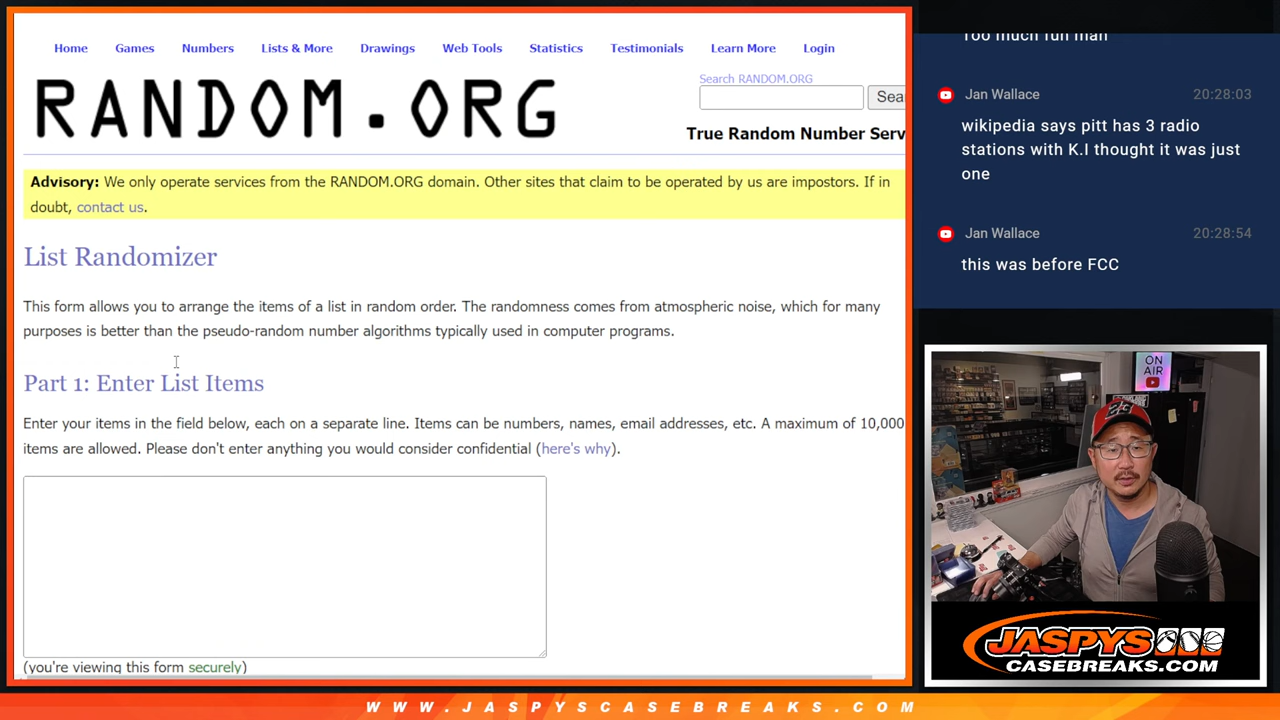 Home Games Numbers Lists & More Drawings Web Tools Statistics Testimonials Learn More Login
RANDOM.ORG
Search RANDOM.ORG
Sea
True Random Number Serv
Advisory: We only operate services from the RANDOM.ORG domain. Other sites that claim to be operated by us are impostors. If in
doubt, contact us.
List Randomizer
This form allows you to arrange the items of a list in random order. The randomness comes from atmospheric noise, which for many
purposes is better than the pseudo-random number algorithms typically used in computer programs.
Part 1: Enter List Items
Enter your items in the field below, each on a separate line. Items can be numbers, names, email addresses, etc. A maximum of 10,000
items are allowed. Please don't enter anything you would consider confidential (here's why).
(you're viewing this form securely)
Too much fun man
Jan Wallace 20:28:03
wikipedia says pitt has 3 radio
stations with K.I thought it was just
one
Jan Wallace 20:28:54
this was before FCC
ON
AIR
JASPYS
CASEBREAKS.COM
WWW.JASPYSCASEBREAKS.COM